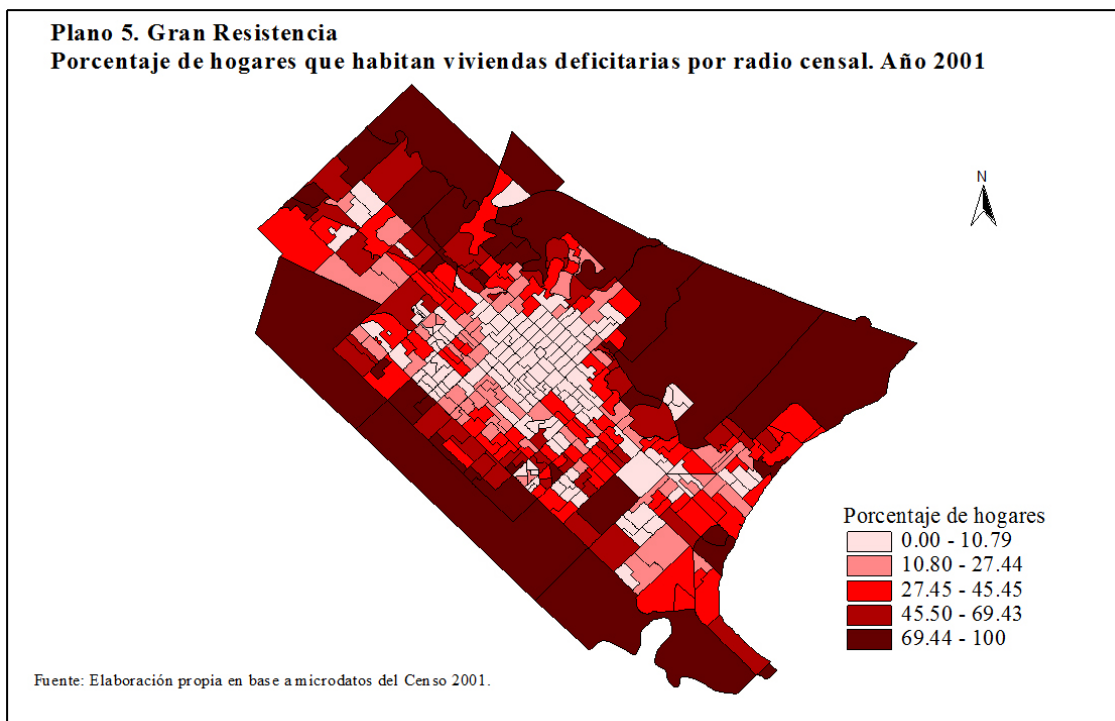 Plano 5. Gran Resistencia
Porcentaje de hogares que habitan viviendas deficitarias por radio censal. Año 2001
N
Porcentaje de hogares
0.00 - 10.79
10.80 - 27.44
27.45 - 45.45
45.50 - 69.43
69.44 - 100
Fuente: Elaboración propia en base a microdatos del Censo 2001.